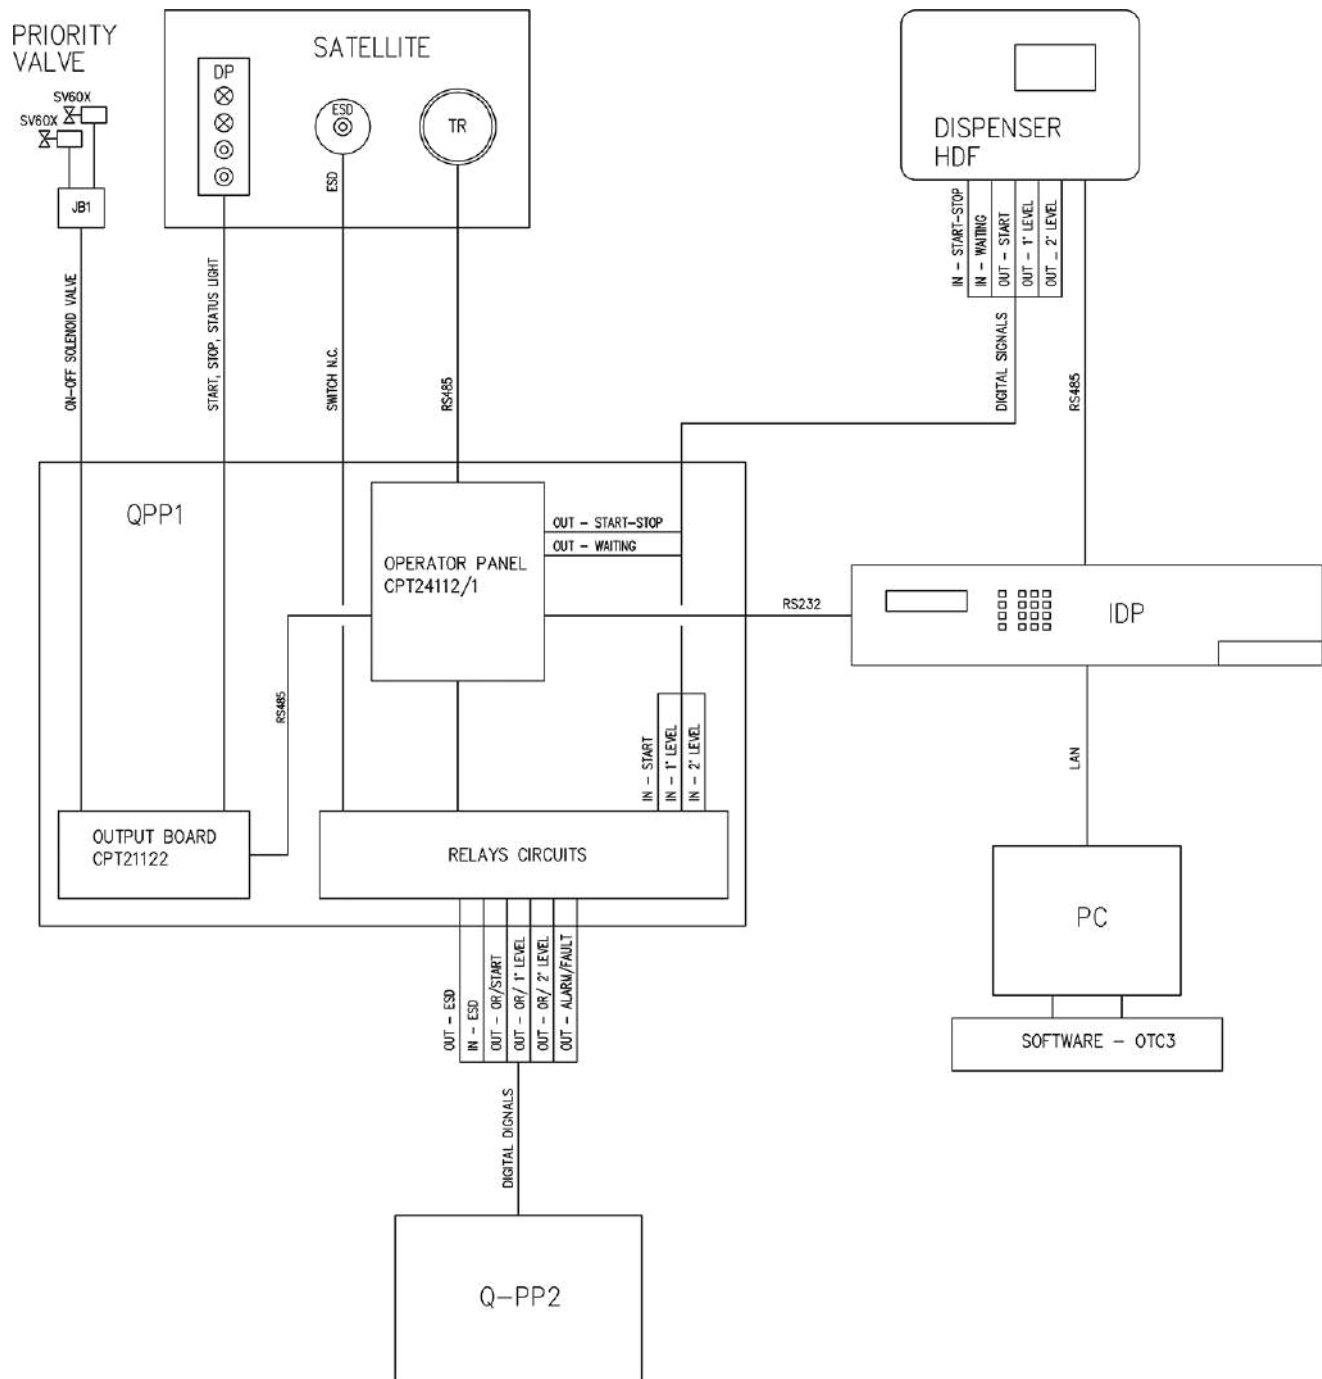 PRIORITY
VALVE
SV60X
SV60X
JB1
SATELLITE
DP
ESD
TR
ESD
DISPENSER
HDF
IN - START-STOP
IN - WAITING
OUT - START
OUT - 1° LEVEL
OUT _ 2° LEVEL
ON-OFF SOLENOID VALVE
START, STOP, STATUS LIGHT
SWITCH N.C.
RS485
DIGITAL SIGNALS
RS485
QPP1
OPERATOR PANEL
CPT24112/1
OUT - START-STOP
OUT - WAITING
RS232
IDP
RS485
IN - START
IN - 1° LEVEL
IN - 2° LEVEL
LAN
OUTPUT BOARD
CPT21122
RELAYS CIRCUITS
PC
OUT - ESD
IN - ESD
OUT - OR/START
OUT - OR/ 1° LEVEL
OUT - OR/ 2° LEVEL
OUT - ALARM/FAULT
SOFTWARE - OTC3
DIGITAL DIGNALS
Q-PP2